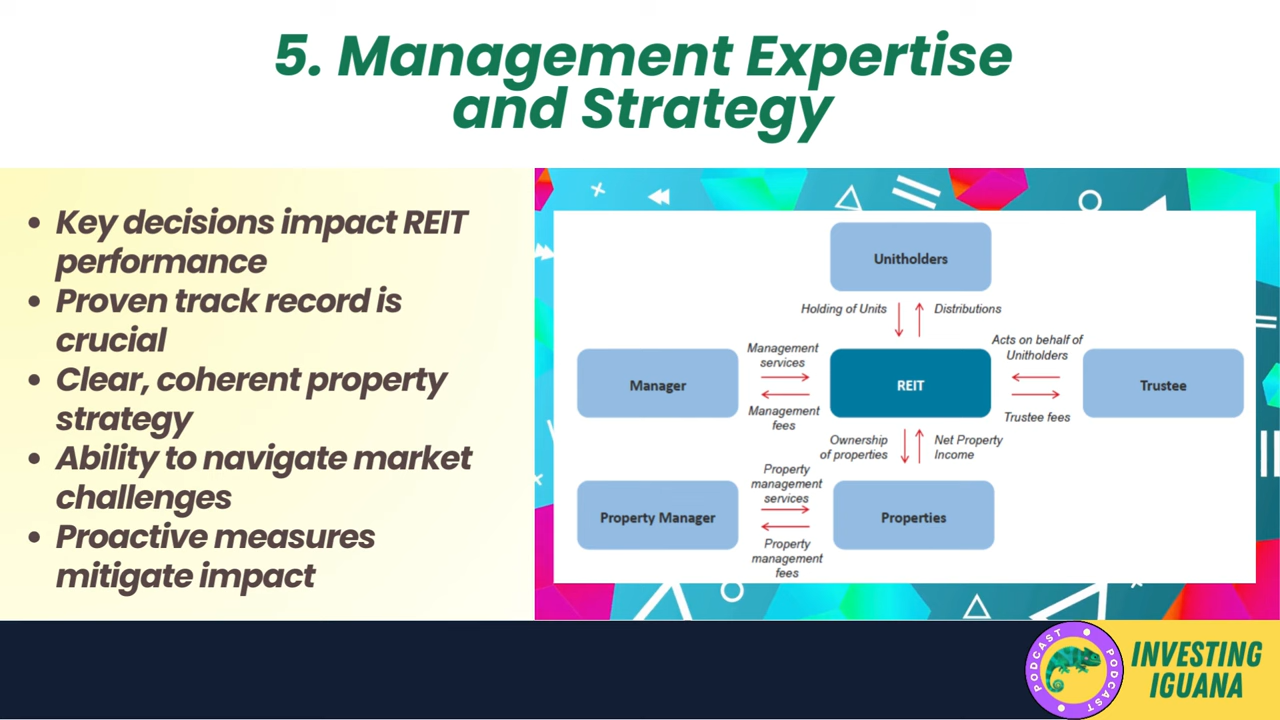 5. Management Expertise
and Strategy
• Key decisions impact REIT
performance
• Proven track record is
crucial
• Clear, coherent property
strategy
• Ability to navigate market
challenges
• Proactive measures
mitigate impact
Unitholders
Holding of Units
Distributions
Acts on behalf of
Unitholders
Management
services
Manager
REIT
Trustee
Management
fees
Trustee fees
Ownership
of properties
Net Property
Income
Property
management
services
Property Manager
Properties
Property
management
fees
PODCAST
PODCAST
INVESTING
IGUANA